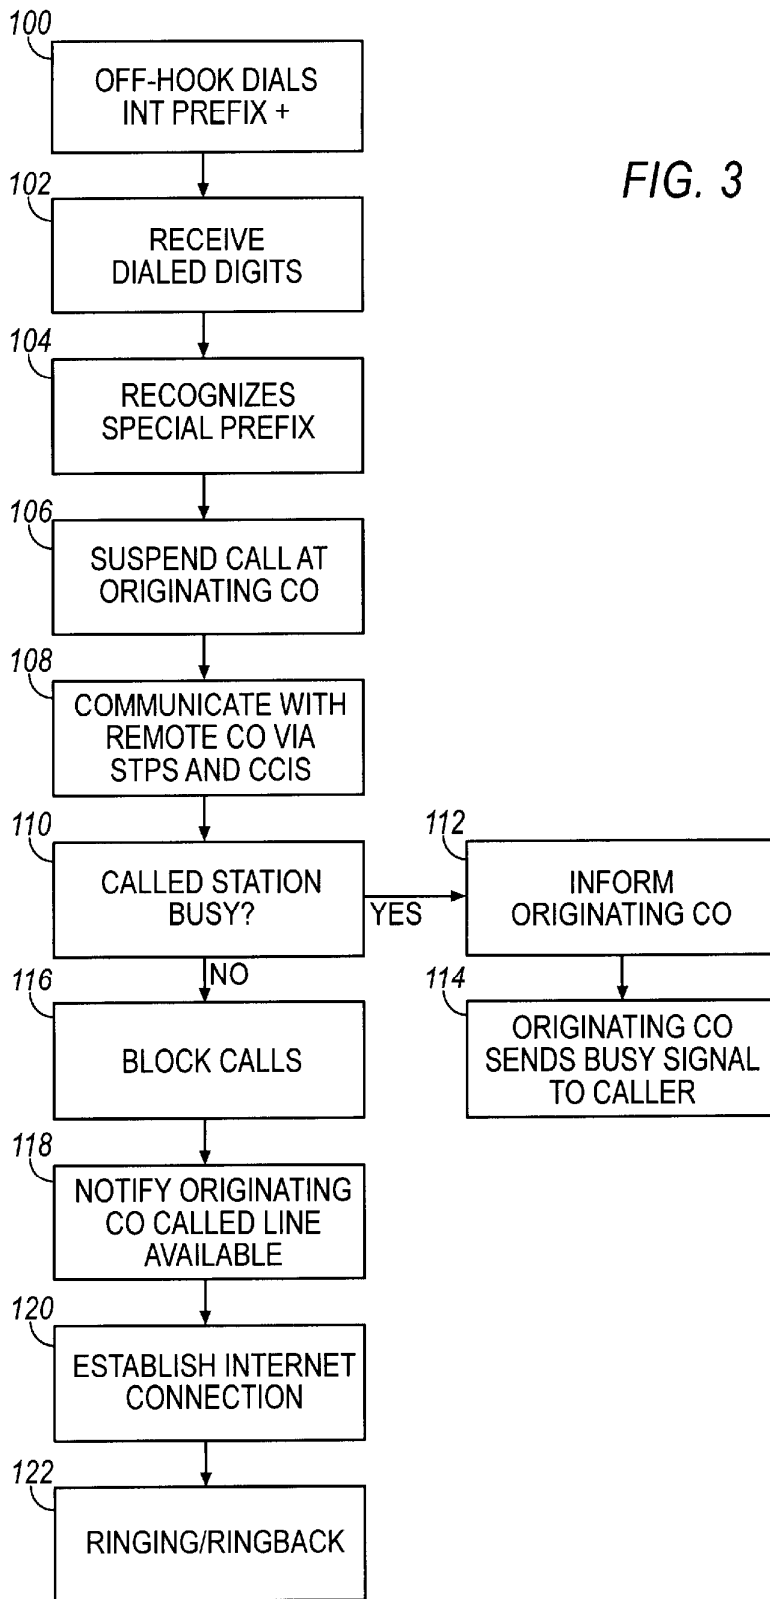 100
OFF-HOOK DIALS
INT PREFIX +
FIG. 3
102
RECEIVE
DIALED DIGITS
104
RECOGNIZES
SPECIAL PREFIX
106
SUSPEND CALL AT
ORIGINATING CO
108
COMMUNICATE WITH
REMOTE CO VIA
STPS AND CCIS
110
CALLED STATION
BUSY?
YES
112
INFORM
ORIGINATING CO
NO
114
ORIGINATING CO
SENDS BUSY SIGNAL
TO CALLER
116
BLOCK CALLS
118
NOTIFY ORIGINATING
CO CALLED LINE
AVAILABLE
120
ESTABLISH INTERNET
CONNECTION
122
RINGING/RINGBACK